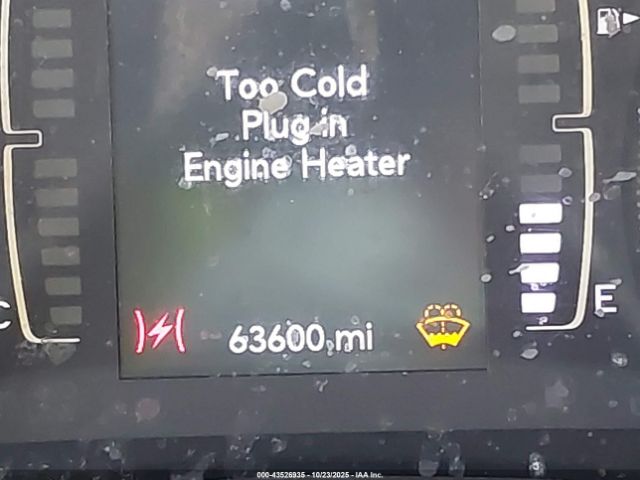 Too Cold
Plug-in
Engine Heater
C
E
63600 mi
000-43526935 - 10/23/2025 - IAA Inc.